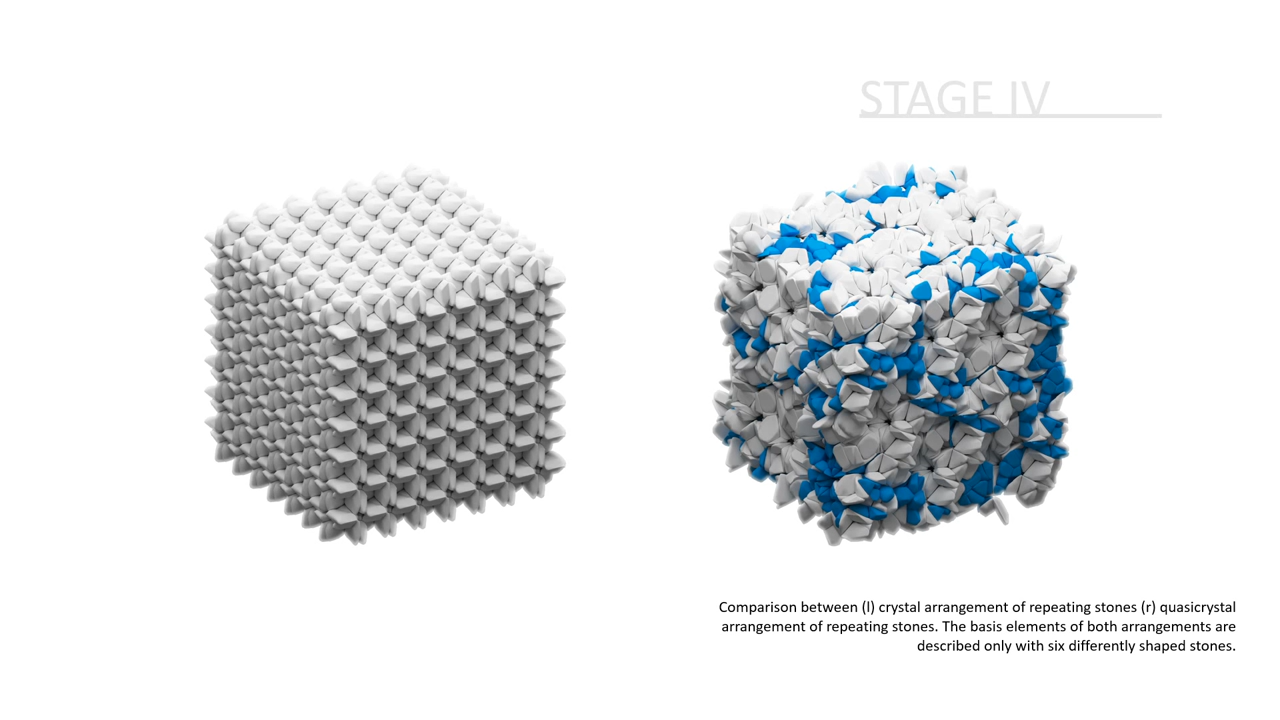 STAGE IV
Comparison between (l) crystal arrangement of repeating stones (r) quasicrystal
arrangement of repeating stones. The basis elements of both arrangements are
described only with six differently shaped stones.